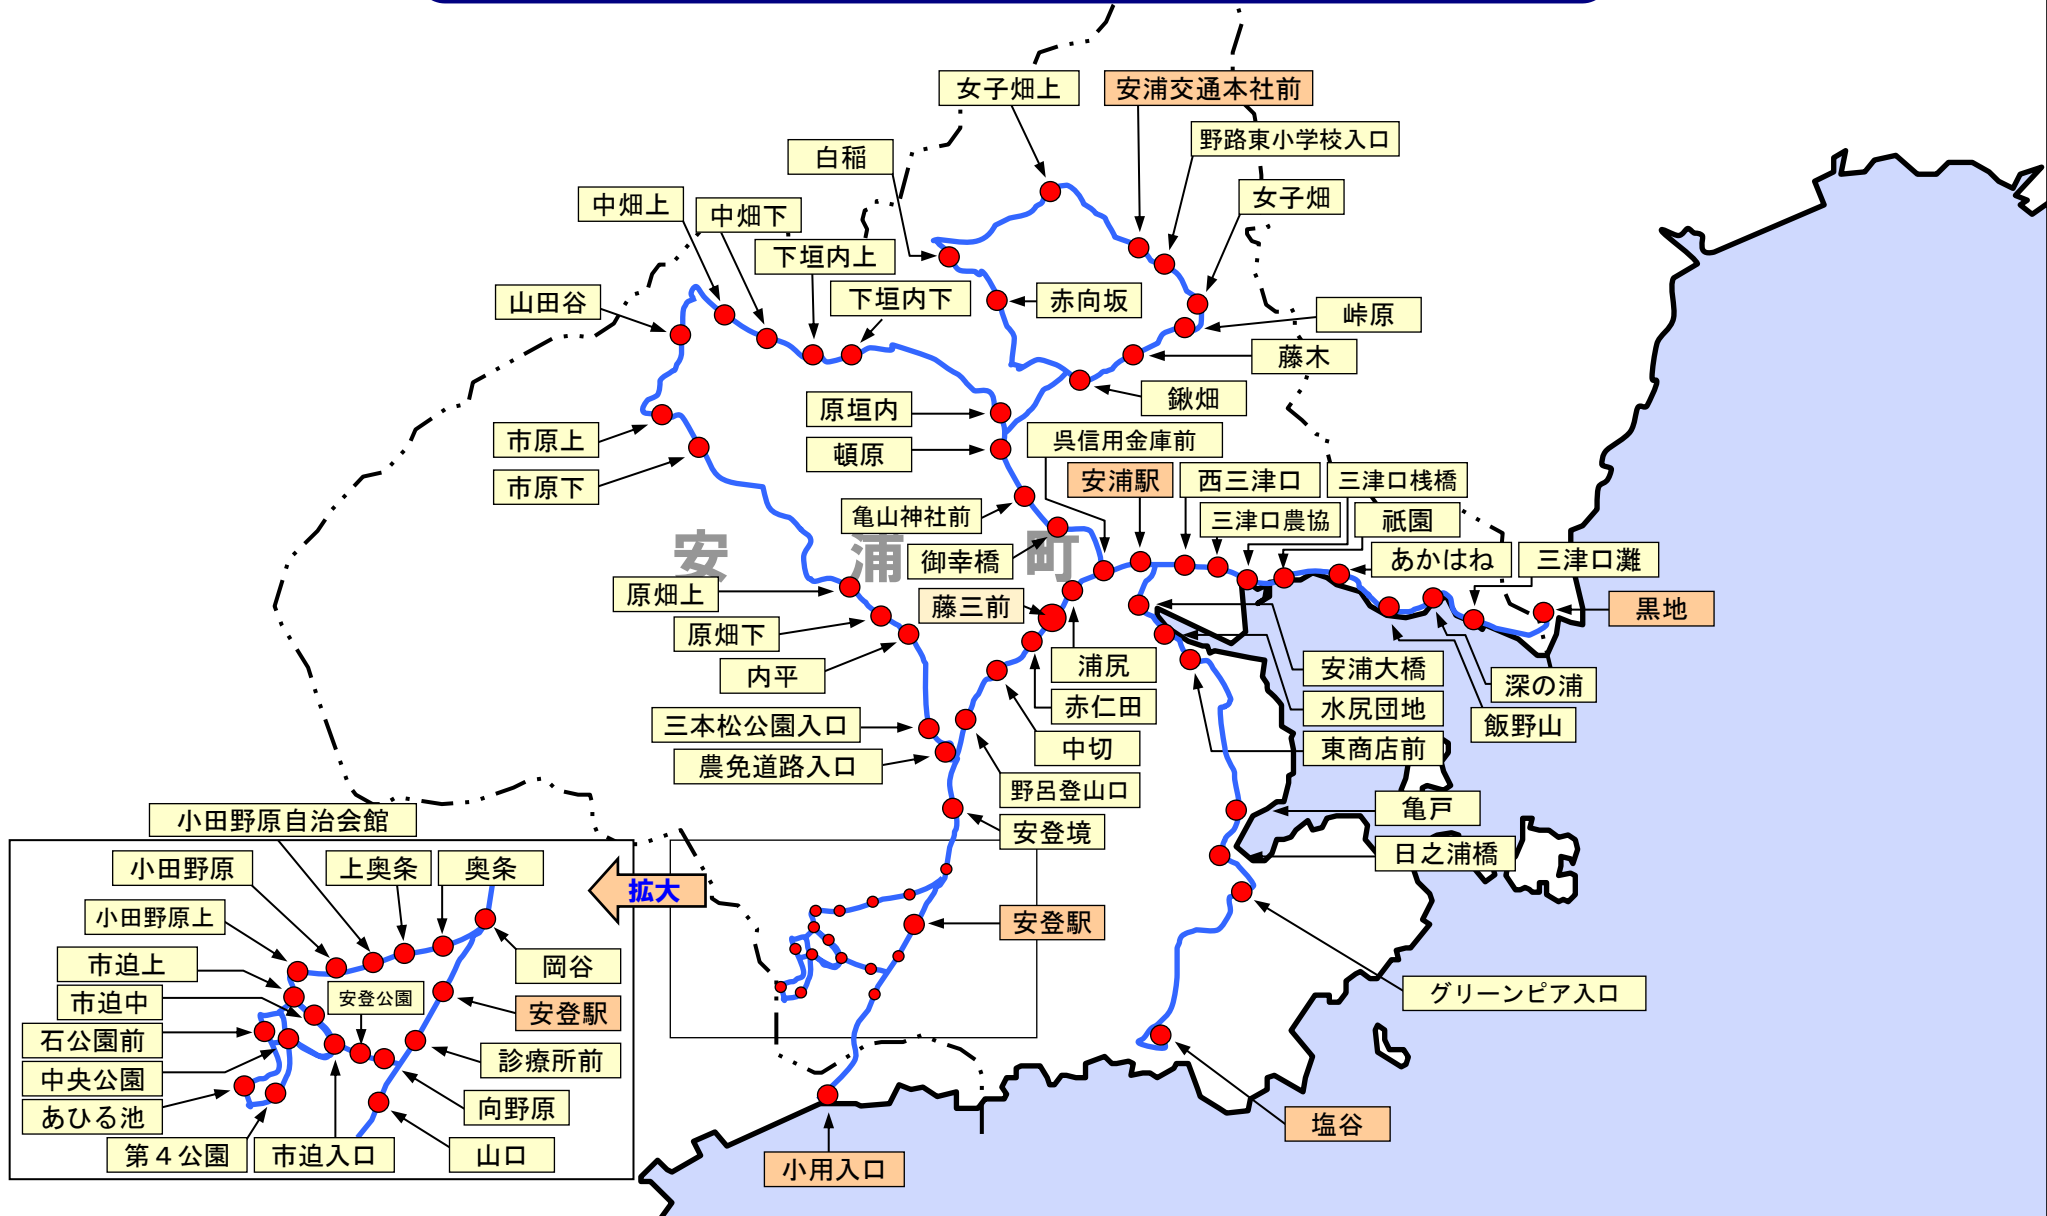 女子畑上
安浦交通本社前
野路東小学校入口
白稲
女子畑
中畑上
中畑下
下垣内上
下垣内下
山田谷
赤向坂
峠原
藤木
鍬畑
原垣内
頓原
呉信用金庫前
市原上
市原下
安浦駅
西三津口
三津口桟橋
亀山神社前
三津口農協
祇園
安 浦 町
御幸橋
あかはね
三津口灘
原畑上
藤三前
黒地
原畑下
内平
浦尻
安浦大橋
深の浦
赤仁田
水尻団地
飯野山
三本松公園入口
中切
東商店前
農免道路入口
野呂登山口
亀戸
安登境
日之浦橋
小田野原自治会館
小田野原
上奥条
奥条
拡大
小田野原上
安登駅
市迫上
岡谷
市迫中
安登公園
安登駅
グリーンピア入口
石公園前
診療所前
中央公園
あひる池
向野原
塩谷
第４公園
市迫入口
山口
小用入口